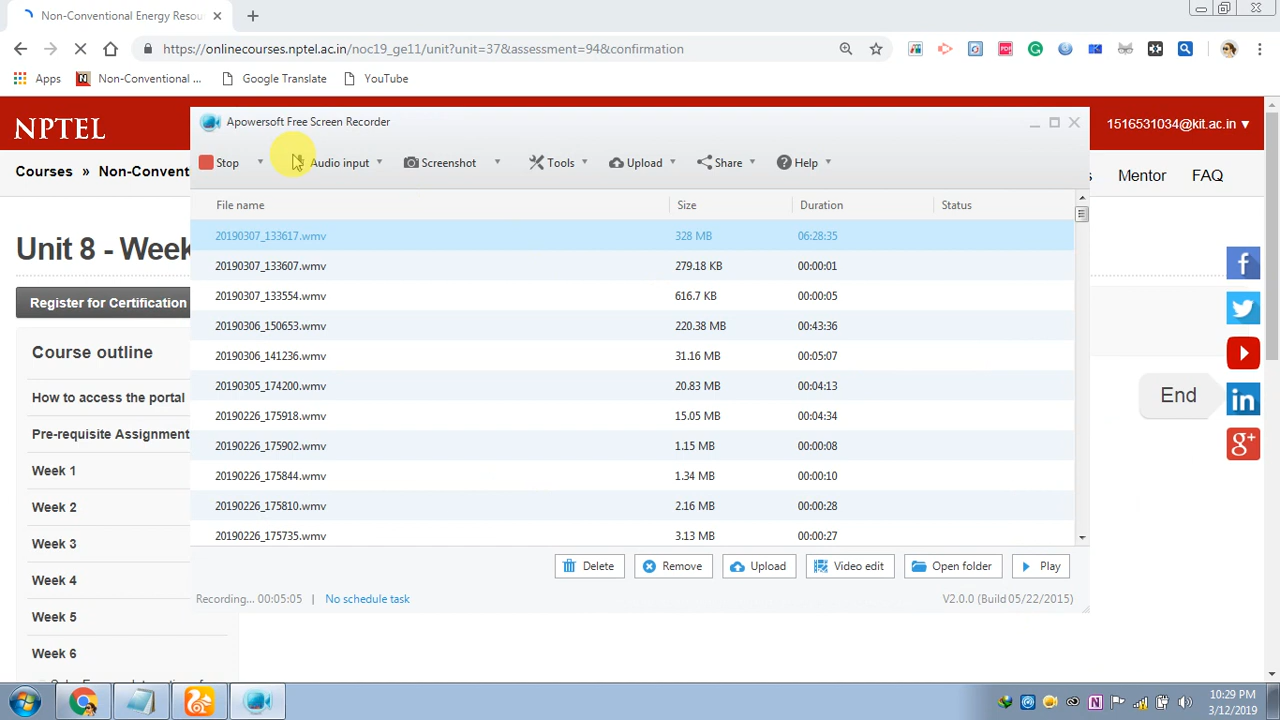 Non-Conventional Energy Resou
Apowersoft
https://onlinecourses.nptel.ac.in/noc19_ge11/unit?unit=37&assessment=94&confirmation
Apps
Non-Conventional ...
Google Translate
YouTube
NPTEL
1516531034@kit.ac.in ▾
Courses » Non-Convent
Mentor
FAQ
Unit 8 - Week
Register for Certification
Course outline
How to access the portal
Pre-requisite Assignment
Week 1
Week 2
Week 3
Week 4
Week 5
Week 6
End
Apowersoft Free Screen Recorder
Stop
Audio input
Screenshot
Tools
Upload
Share
Help
File name Size Duration Status
20190307_133617.wmv 328 MB 06:28:35
20190307_133607.wmv 279.18 KB 00:00:01
20190307_133554.wmv 616.7 KB 00:00:05
20190306_150653.wmv 220.38 MB 00:43:36
20190306_141236.wmv 31.16 MB 00:05:07
20190305_174200.wmv 20.83 MB 00:04:13
20190226_175918.wmv 15.05 MB 00:04:34
20190226_175902.wmv 1.15 MB 00:00:08
20190226_175844.wmv 1.34 MB 00:00:10
20190226_175810.wmv 2.16 MB 00:00:28
20190226_175735.wmv 3.13 MB 00:00:27
Delete
Remove
Upload
Video edit
Open folder
Play
Recording... 00:05:05 | No schedule task
V2.0.0 (Build 05/22/2015)
10:29 PM
3/12/2019